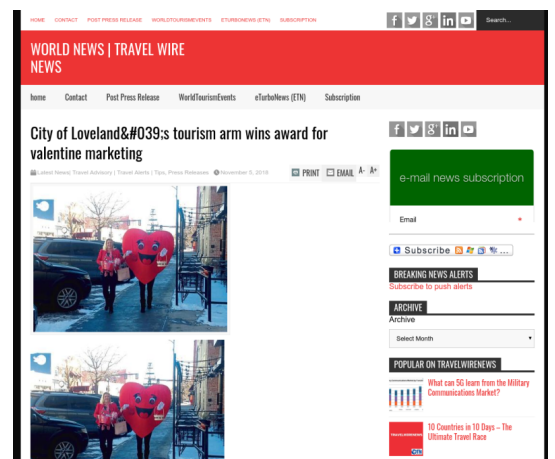 HOME CONTACT POST PRESS RELEASE WORLDTOURISMEVENTS ETURBONEWS (ETN) SUBSCRIPTION
Search...
WORLD NEWS | TRAVEL WIRE
NEWS
home Contact Post Press Release WorldTourismEvents eTurboNews (ETN) Subscription
City of Loveland&#039;s tourism arm wins award for
valentine marketing
Latest News| Travel Advisory | Travel Alerts | Tips, Press Releases November 5, 2018
PRINT EMAIL A- A+
e-mail news subscription
Email *
Subscribe ...
BREAKING NEWS ALERTS
Subscribe to push alerts
ARCHIVE
Archive
Select Month
POPULAR ON TRAVELWIRENEWS
What can 5G learn from the Military
Communications Market?
10 Countries in 10 Days – The
Ultimate Travel Race